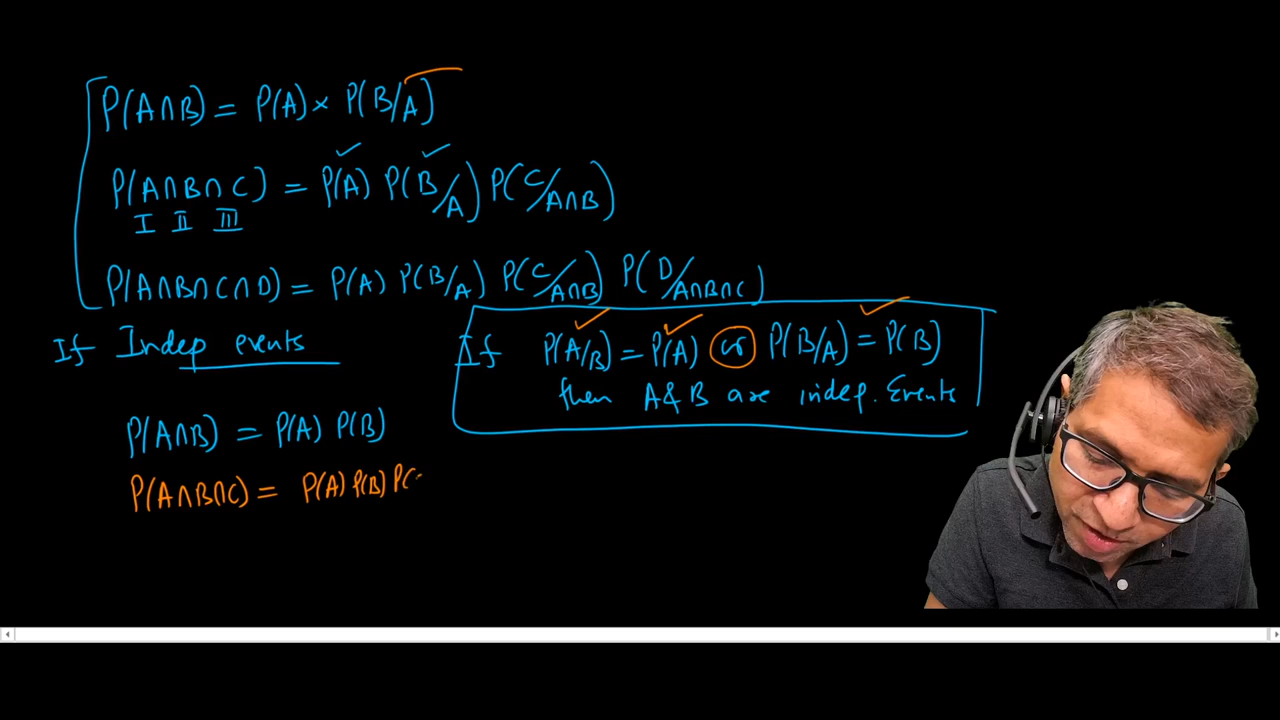 P(A∩B) = P(A) × P(B/A)
P(A∩B∩C) = P(A) P(B/A) P(C/A∩B)
I II III
P(A∩B∩C∩D) = P(A) P(B/A) P(C/A∩B) P(D/A∩B∩C)
If Indep events
If P(A/B) = P(A) or P(B/A) = P(B)
then A & B are indep. Events
P(A∩B) = P(A) P(B)
P(A∩B∩C) = P(A) P(B) P(